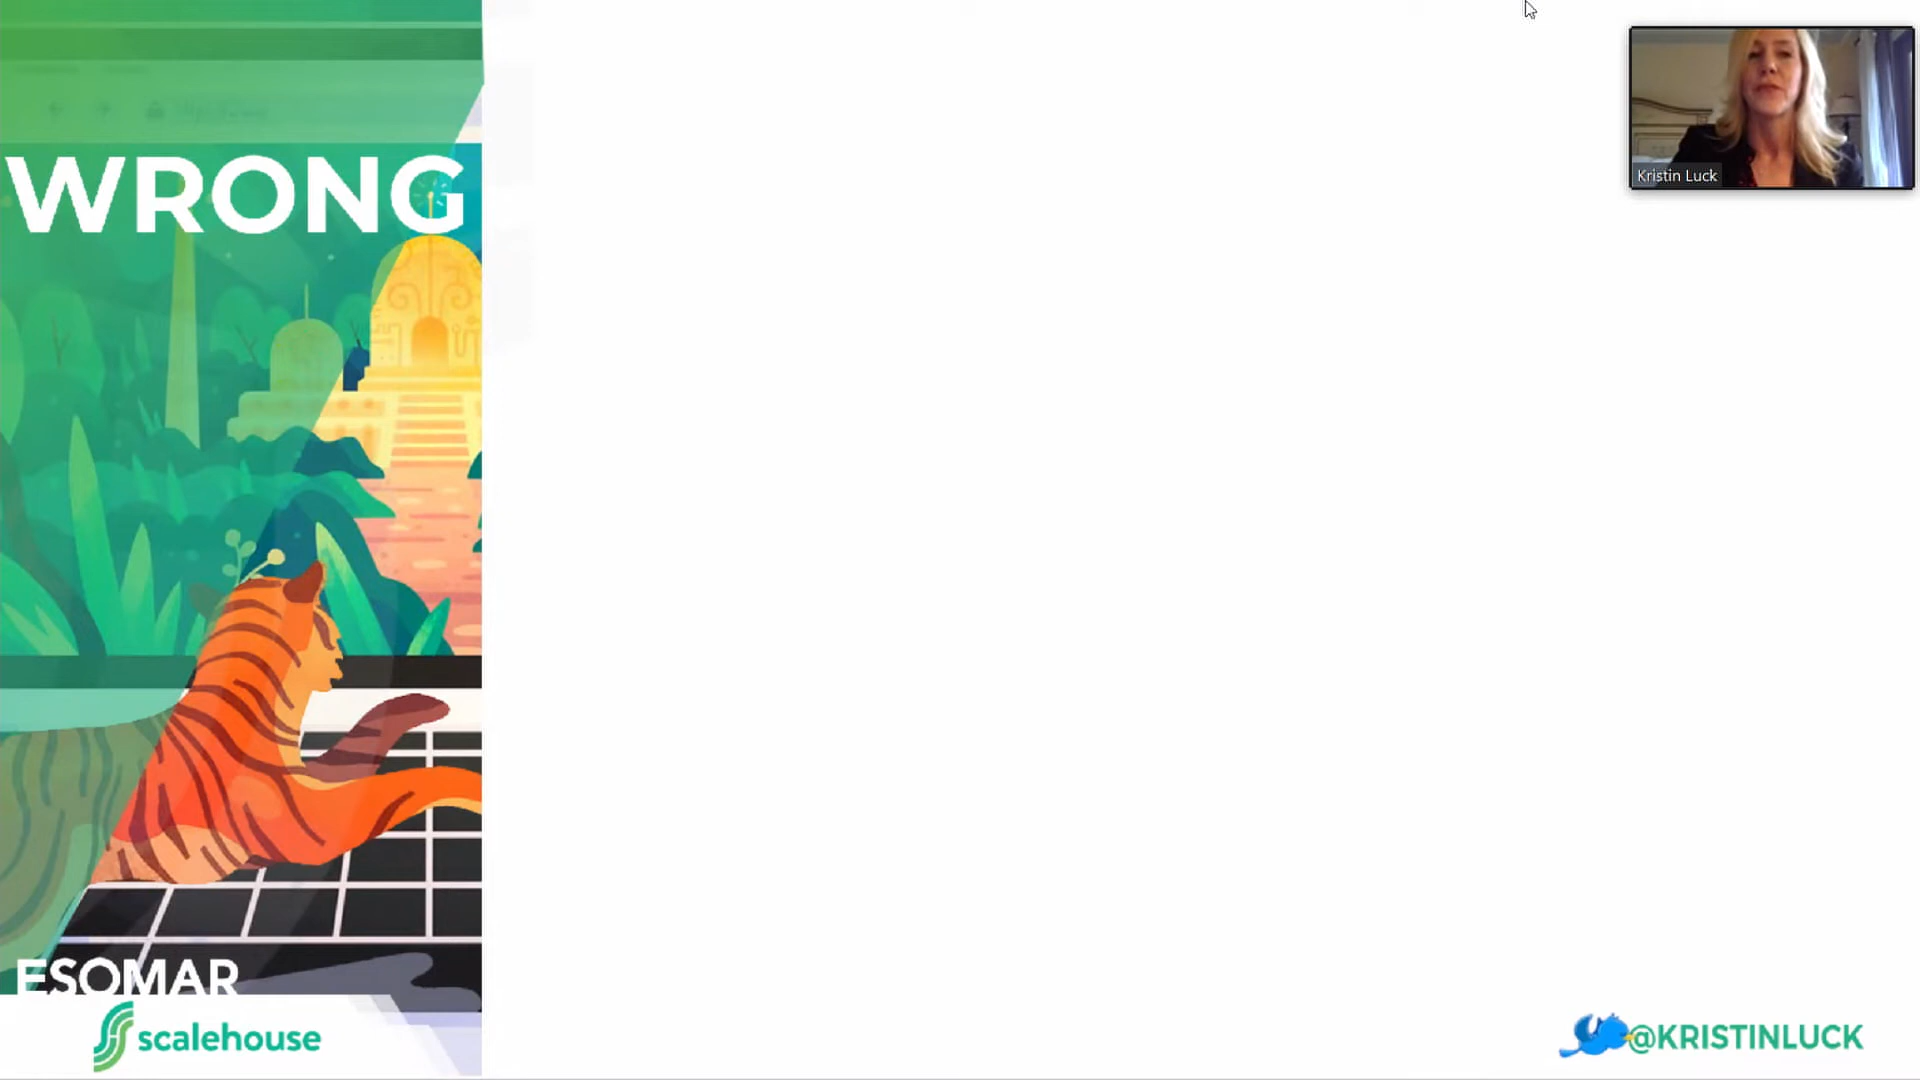 WRONG
Kristin Luck
ESOMAR
scalehouse
@KRISTINLUCK